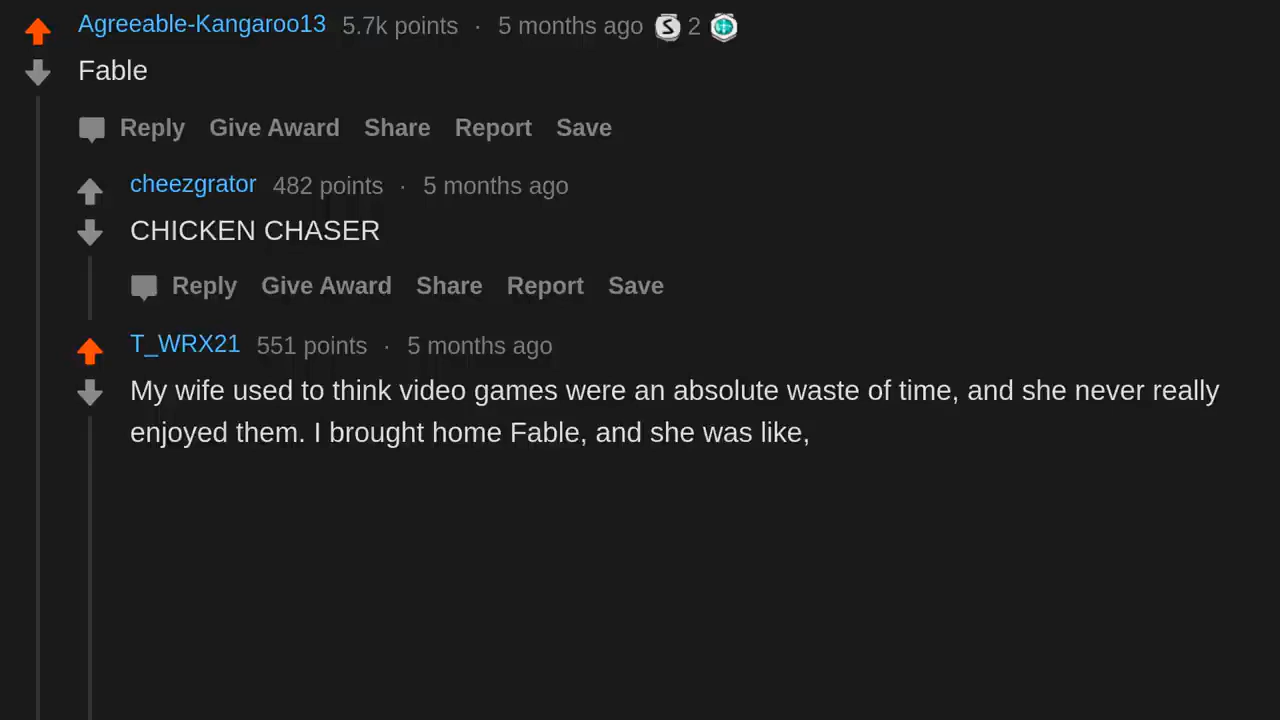 Agreeable-Kangaroo13 5.7k points · 5 months ago S 2
Fable
Reply Give Award Share Report Save
cheezgrator 482 points · 5 months ago
CHICKEN CHASER
Reply Give Award Share Report Save
T_WRX21 551 points · 5 months ago
My wife used to think video games were an absolute waste of time, and she never really
enjoyed them. I brought home Fable, and she was like,